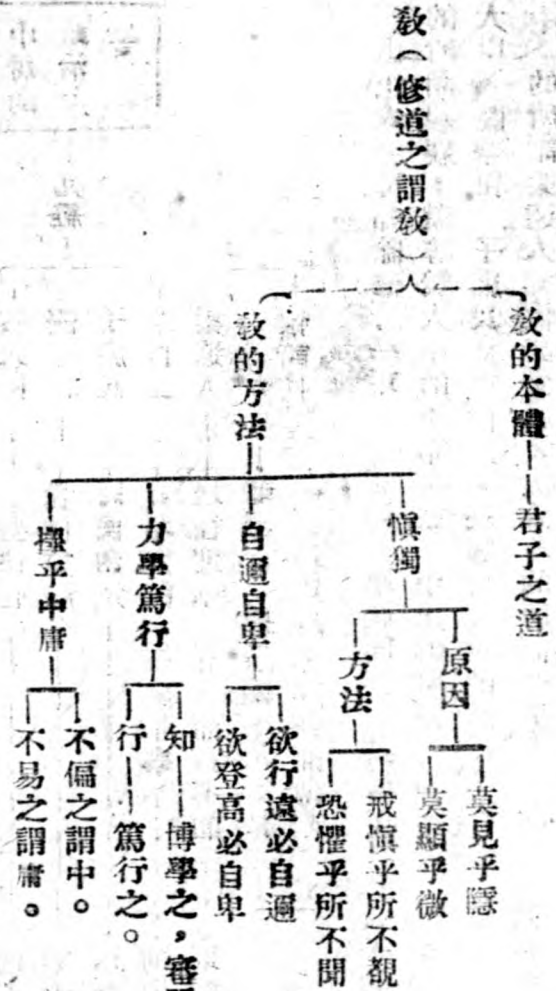 敎（修道之謂敎）人
敎的本體——君子之道
敎的方法
愼獨
原因
莫見乎隱
莫顯乎微
方法
戒愼乎所不覩
恐懼乎所不聞
自邇自卑
欲行遠必自邇
欲登高必自卑
力學篤行
知——博學之，審
行——篤行之。
擇乎中庸
不偏之謂中。
不易之謂庸。